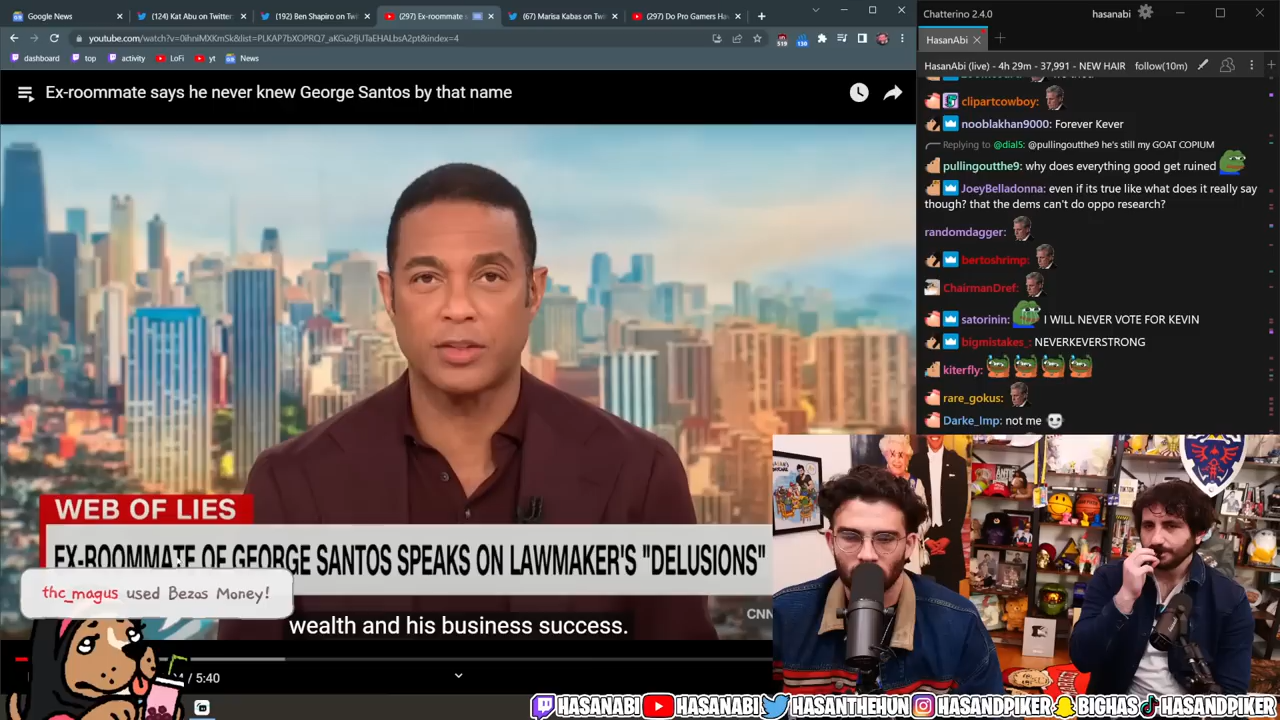 Google News
(124) Kat Abu on Twitter:
(192) Ben Shapiro on Twi
(297) Ex-roommate s
(67) Marisa Kabas on Twi
(297) Do Pro Gamers Ha
youtube.com/watch?v=0ihniMXKmSk&list=PLKAP7bXOPRQ7_aKGu2fjUTaEHALbsA2pt&index=4
519
136
dashboard
top
activity
LoFi
yt
News
Ex-roommate says he never knew George Santos by that name
WEB OF LIES
EX-ROOMMATE OF GEORGE SANTOS SPEAKS ON LAWMAKER'S "DELUSIONS"
thc_magus used Bezos Money!
wealth and his business success.
CNN
/ 5:40
Chatterino 2.4.0
hasanabi
HasanAbi
HasanAbi (live) - 4h 29m - 37,991 - NEW HAIR
follow(10m)
clipartcowboy:
nooblakhan9000: Forever Kever
Replying to @dial5: @pullingoutthe9 he's still my GOAT COPIUM
pullingoutthe9: why does everything good get ruined
JoeyBelladonna: even if its true like what does it really say
though? that the dems can't do oppo research?
randomdagger:
bertoshrimp:
ChairmanDref:
satorinin: I WILL NEVER VOTE FOR KEVIN
bigmistakes_: NEVERKEVERSTRONG
kiterfly:
rare_gokus:
Darke_Imp: not me
HASANABI
HASANABI
HASANTHEHUN
HASANDPIKER
BIGHAS
HASANDPIKER